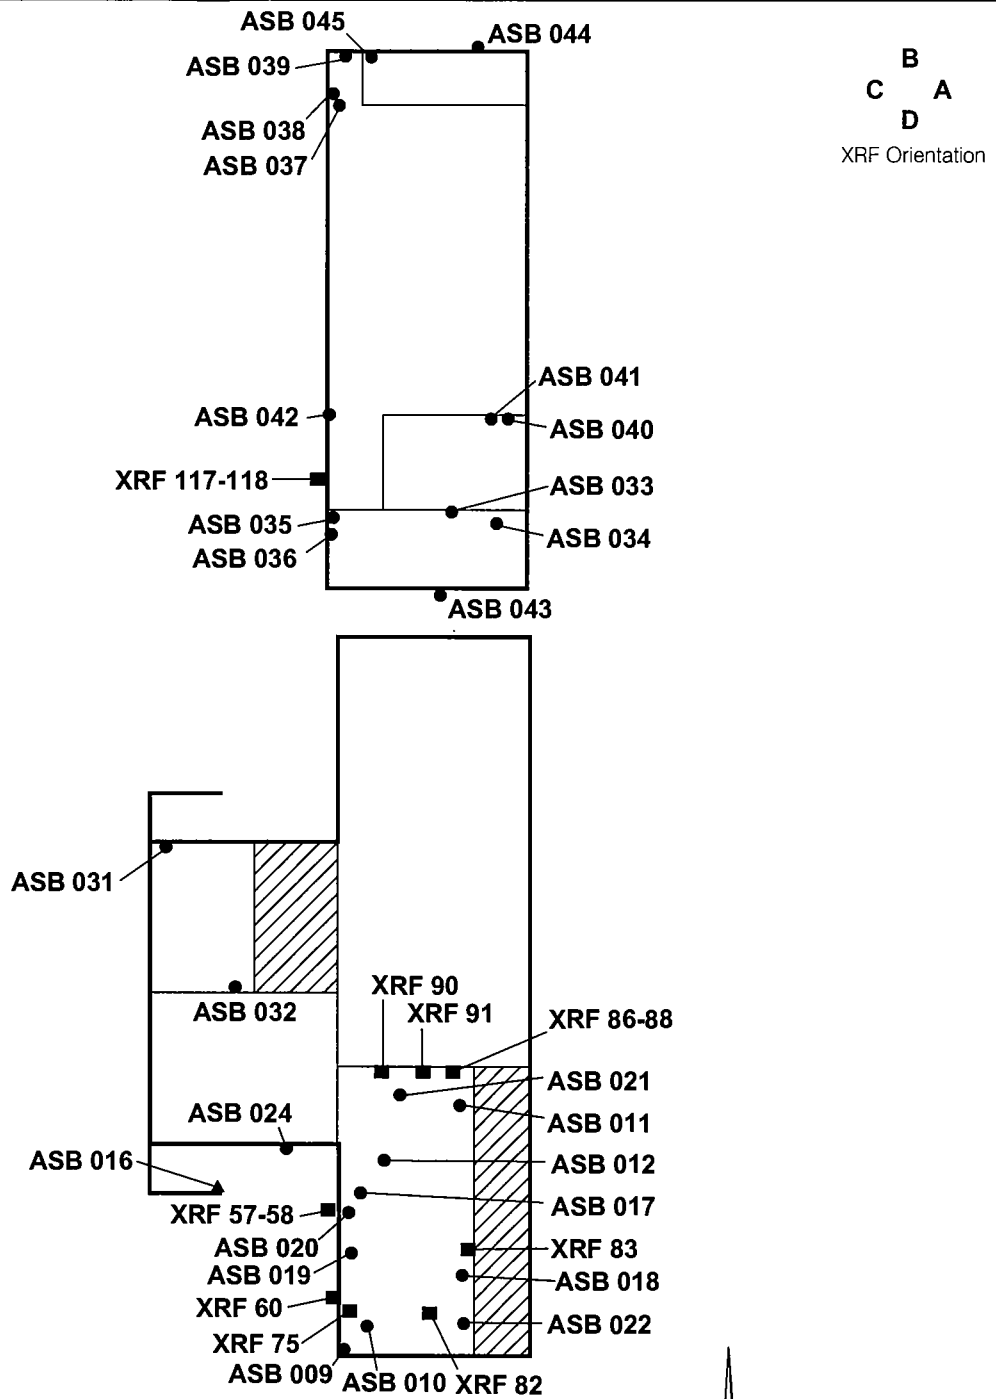 ASB 045
ASB 044
ASB 039
B
C A
D
XRF Orientation
ASB 038
ASB 037
ASB 041
ASB 042
ASB 040
XRF 117-118
ASB 033
ASB 035
ASB 034
ASB 036
ASB 043
ASB 031
XRF 90
ASB 032
XRF 91
XRF 86-88
ASB 021
ASB 024
ASB 011
ASB 016
ASB 012
ASB 017
XRF 57-58
ASB 020
XRF 83
ASB 019
ASB 018
XRF 60
ASB 022
XRF 75
ASB 009
ASB 010
XRF 82